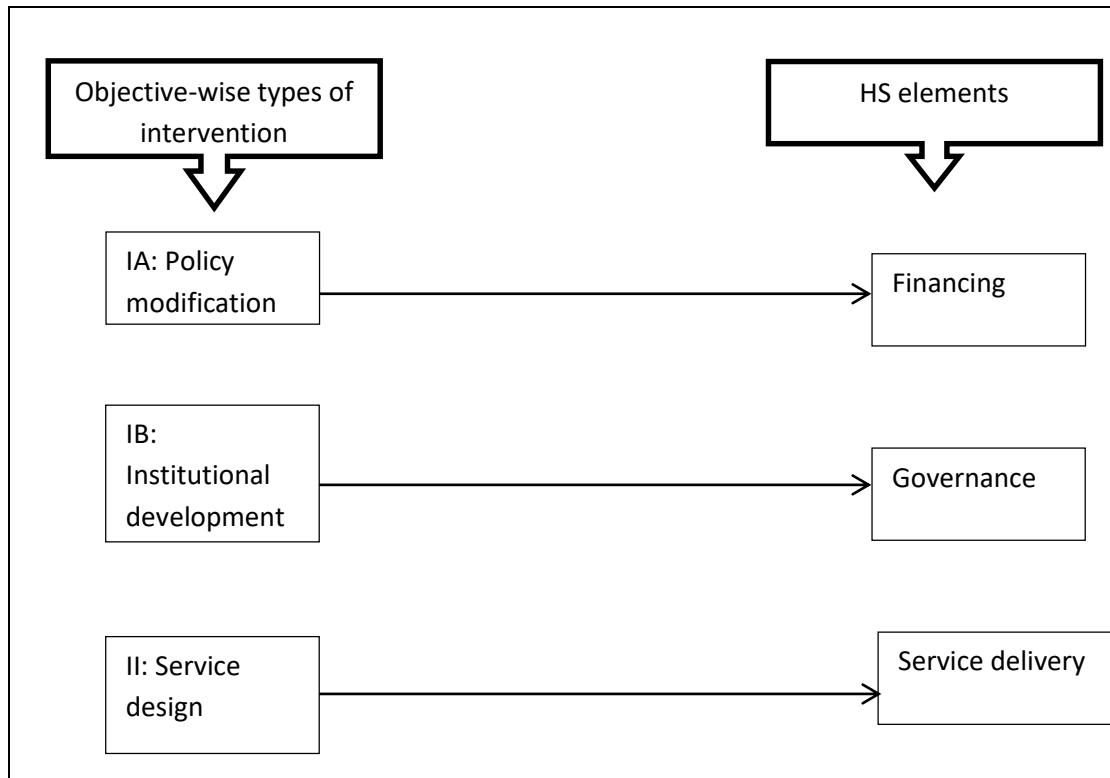 Objective-wise types of
intervention
HS elements
IA: Policy
modification
Financing
IB:
Institutional
development
Governance
II: Service
design
Service delivery